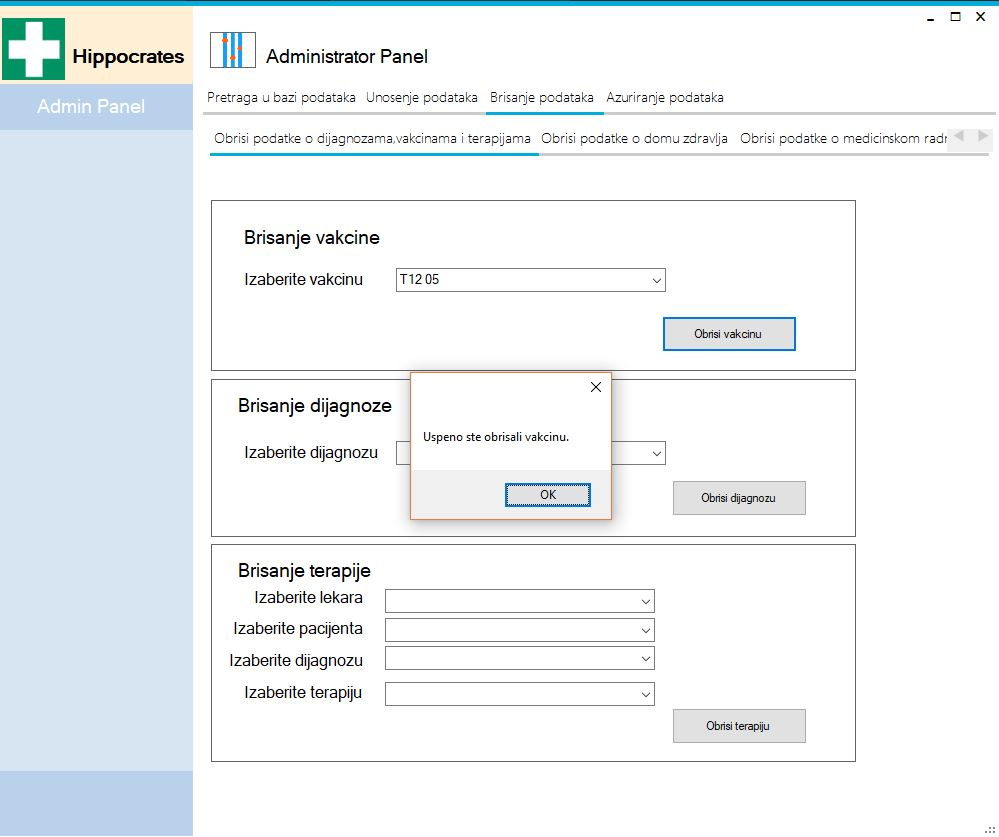 Hippocrates
Administrator Panel
Admin Panel
Pretraga u bazi podataka Unosenje podataka Brisanje podataka Azuriranje podataka
Obrisi podatke o dijagnozama,vakcinama i terapijama Obrisi podatke o domu zdravlja Obrisi podatke o medicinskom radr
Brisanje vakcine
Izaberite vakcinu T12 05
Obrisi vakcinu
Brisanje dijagnoze
Uspeno ste obrisali vakcinu.
Izaberite dijagnozu
OK
Obrisi dijagnozu
Brisanje terapije
Izaberite lekara
Izaberite pacijenta
Izaberite dijagnozu
Izaberite terapiju
Obrisi terapiju